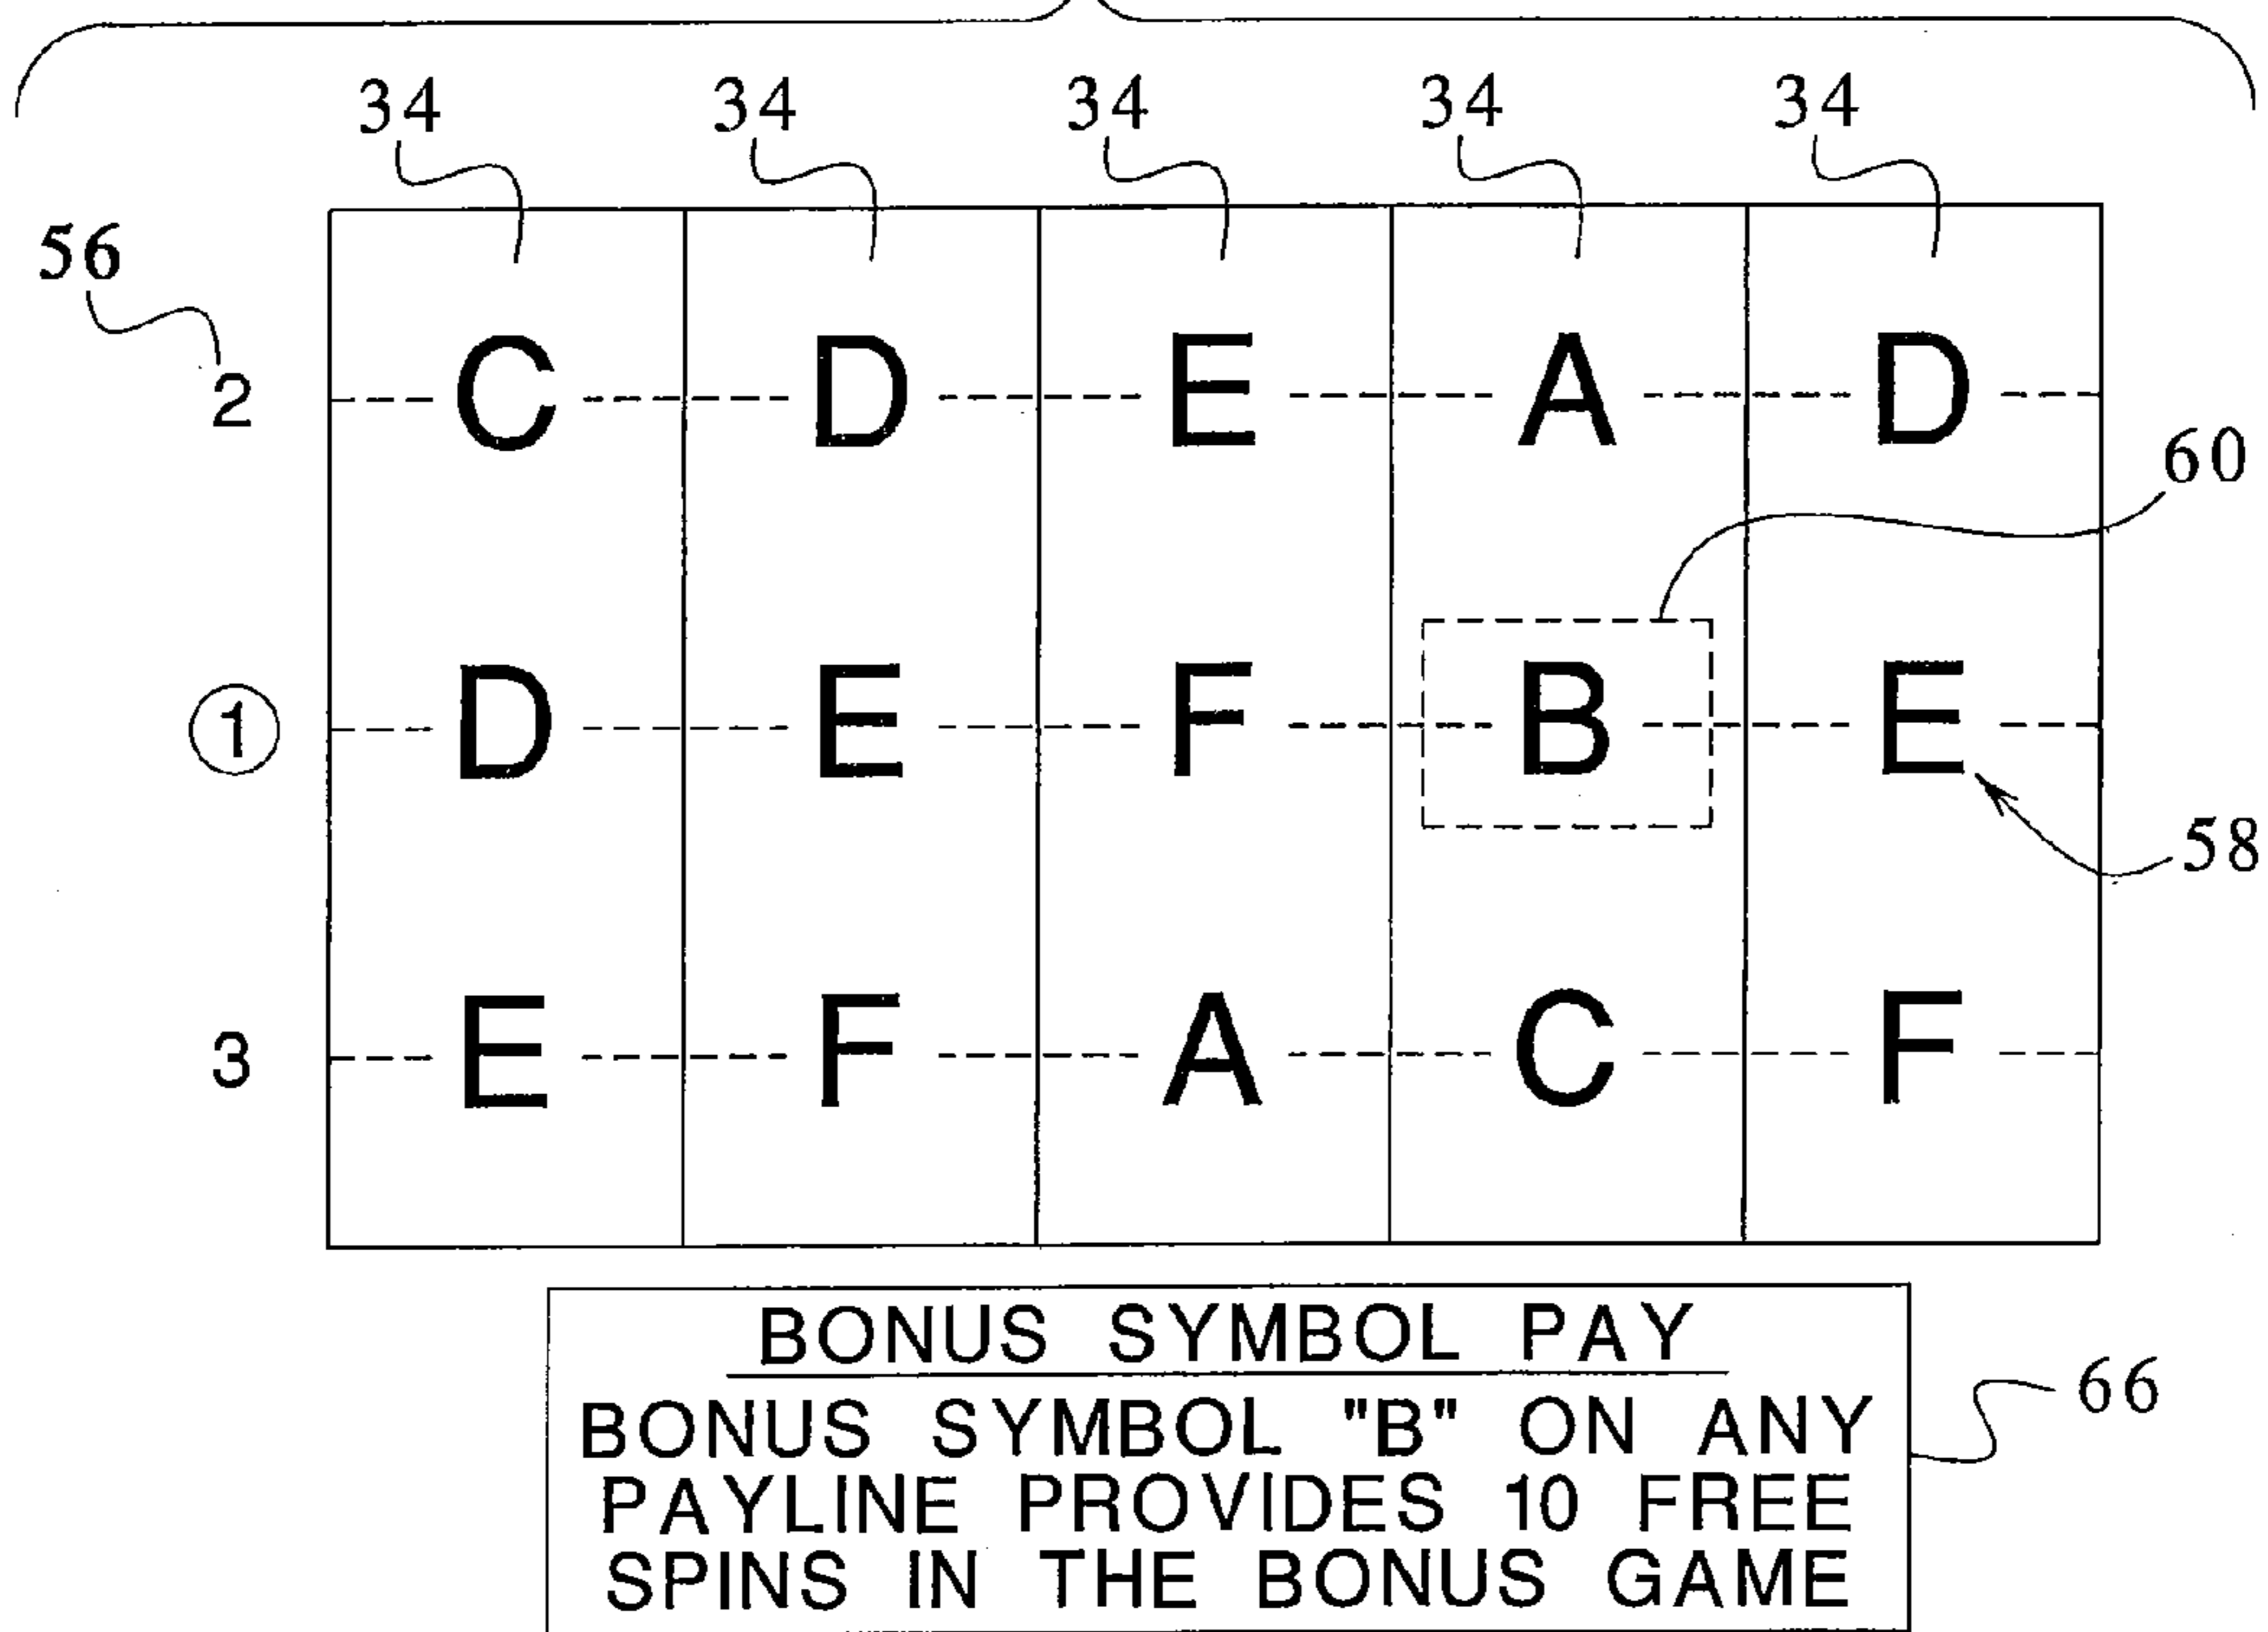 34 34 34 34 34
56
2 C D E A D
60
1 D E F B E
58
3 E F A C F
BONUS SYMBOL PAY
BONUS SYMBOL "B" ON ANY
PAYLINE PROVIDES 10 FREE
SPINS IN THE BONUS GAME
66